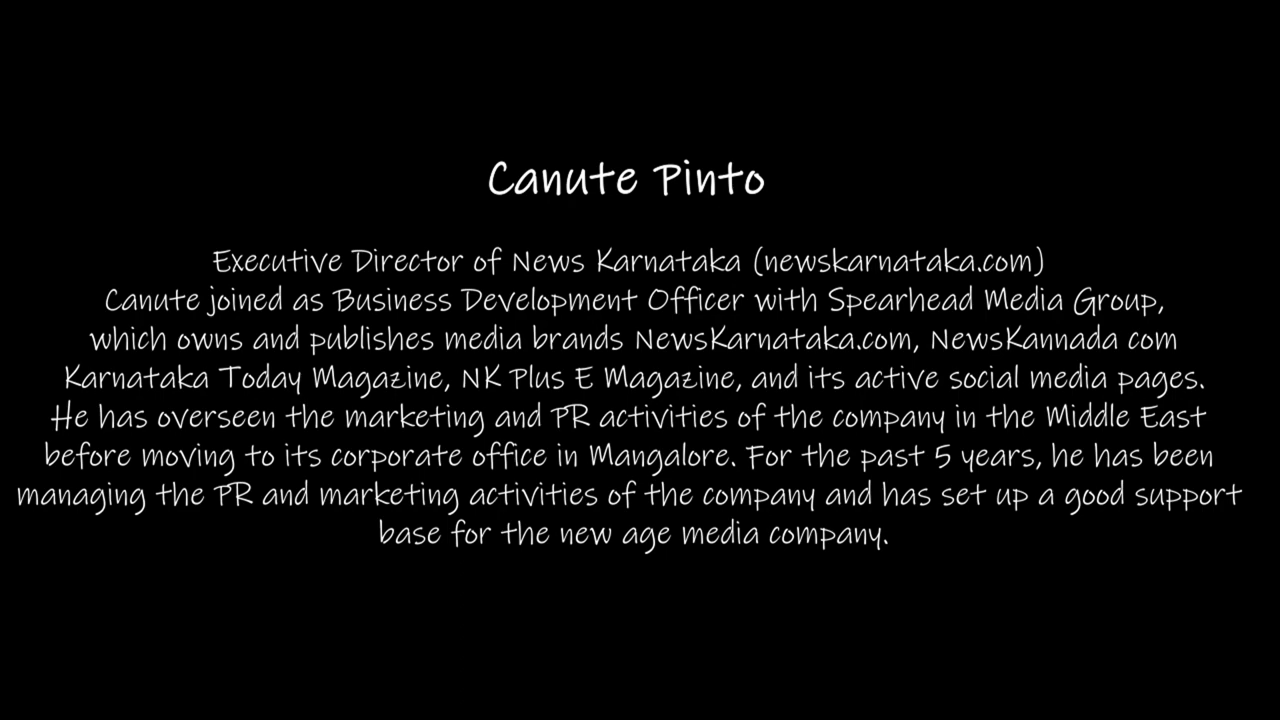 Canute Pinto
Executive Director of News Karnataka (newskarnataka.com)
Canute joined as Business Development Officer with Spearhead Media Group,
which owns and publishes media brands NewsKarnataka.com, NewsKannada com
Karnataka Today Magazine, NK Plus E Magazine, and its active social media pages.
He has overseen the marketing and PR activities of the company in the Middle East
before moving to its corporate office in Mangalore. For the past 5 years, he has been
managing the PR and marketing activities of the company and has set up a good support
base for the new age media company.